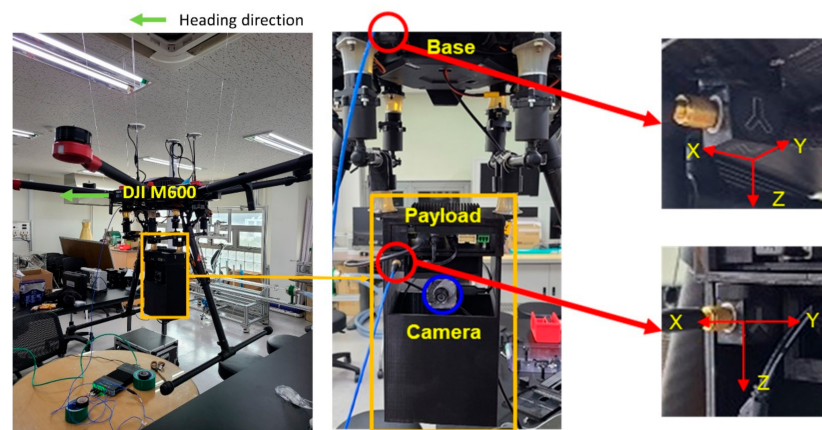 Heading direction
Base
X
Y
Z
DJI M600
Payload
Camera
X
Y
Z